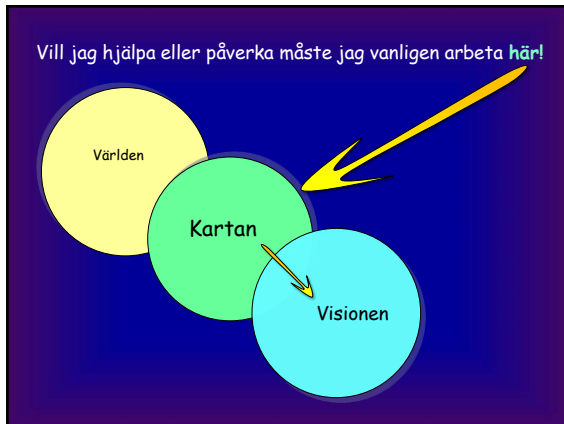 Vill jag hjälpa eller påverka måste jag vanligen arbeta här!
Världen
Kartan
Visionen